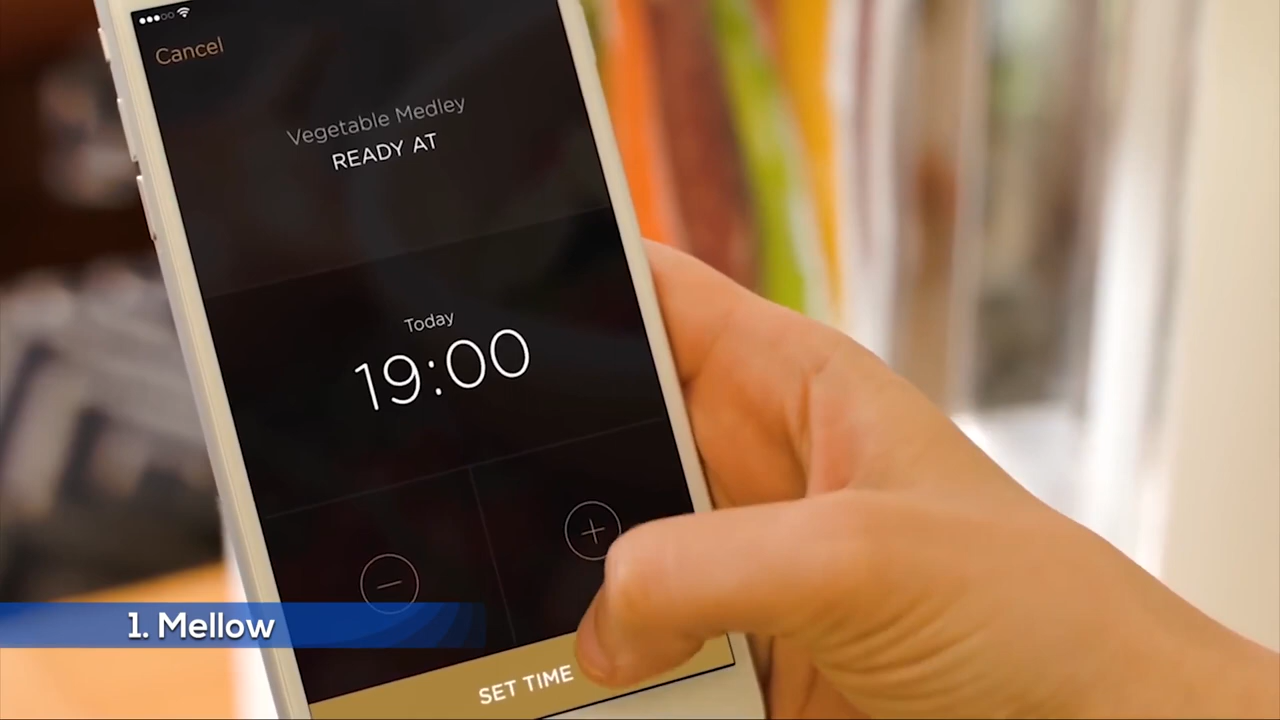 Cancel
Vegetable Medley
READY AT
Today
19:00
SET TIME
1. Mellow